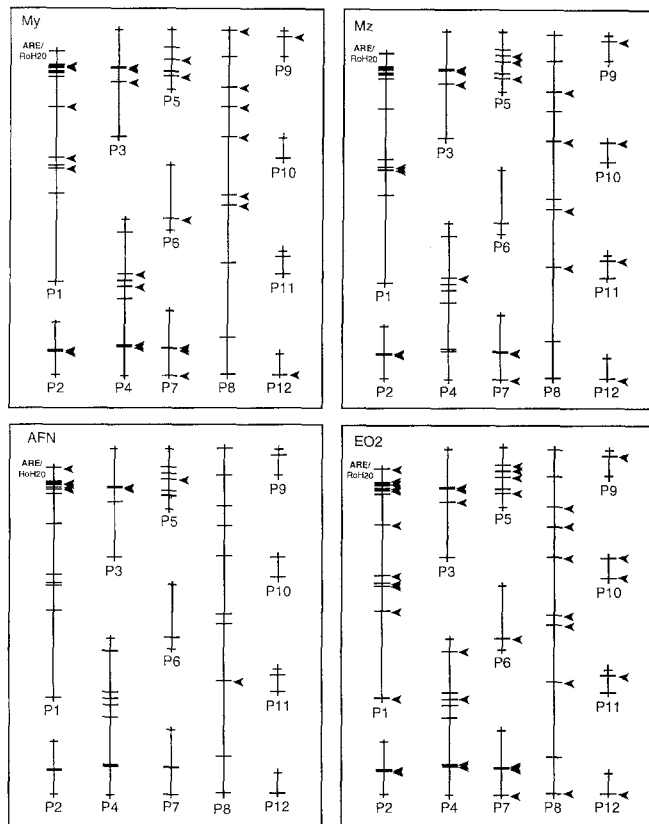 My
ARE/
RoH20
P1
P2
P3
P4
P5
P6
P7
P8
P9
P10
P11
P12
Mz
ARE/
RoH20
P1
P2
P3
P4
P5
P6
P7
P8
P9
P10
P11
P12
AFN
ARE/
RoH20
P1
P2
P3
P4
P5
P6
P7
P8
P9
P10
P11
P12
EO2
ARE/
RoH20
P1
P2
P3
P4
P5
P6
P7
P8
P9
P10
P11
P12